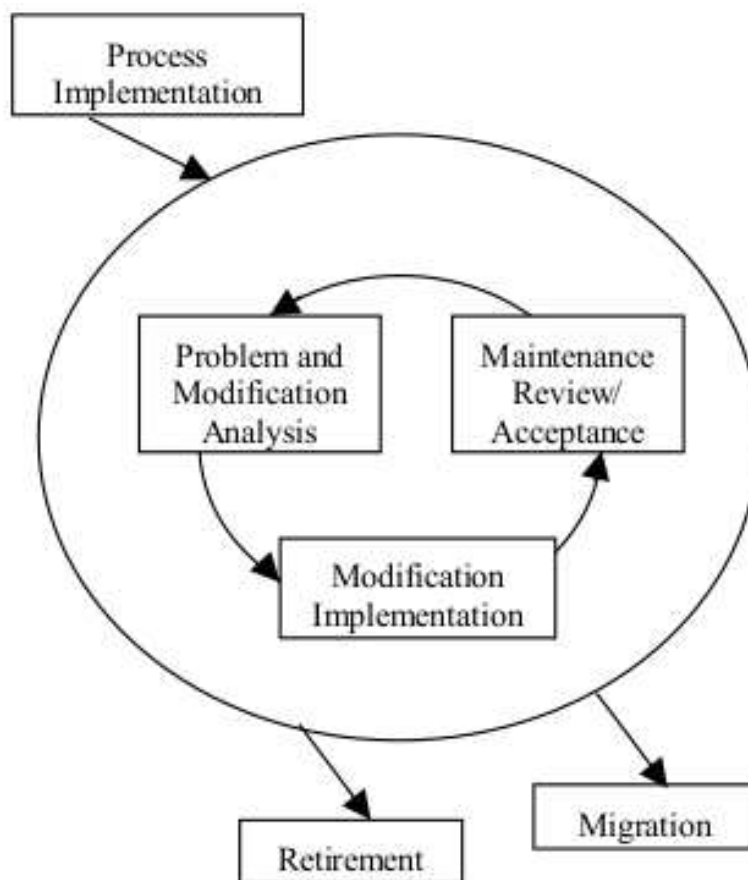 Process
Implementation
Problem and
Modification
Analysis
Maintenance
Review/
Acceptance
Modification
Implementation
Migration
Retirement